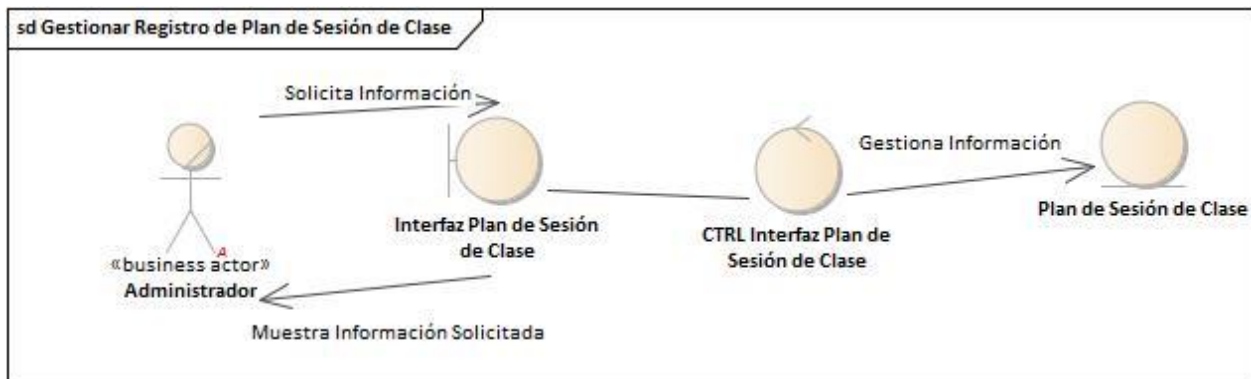 sd Gestionar Registro de Plan de Sesión de Clase
Solicita Información
Gestiona Información
Interfaz Plan de Sesión
de Clase
CTRL Interfaz Plan de
Sesión de Clase
Plan de Sesión de Clase
A
«business actor»
Administrador
Muestra Información Solicitada